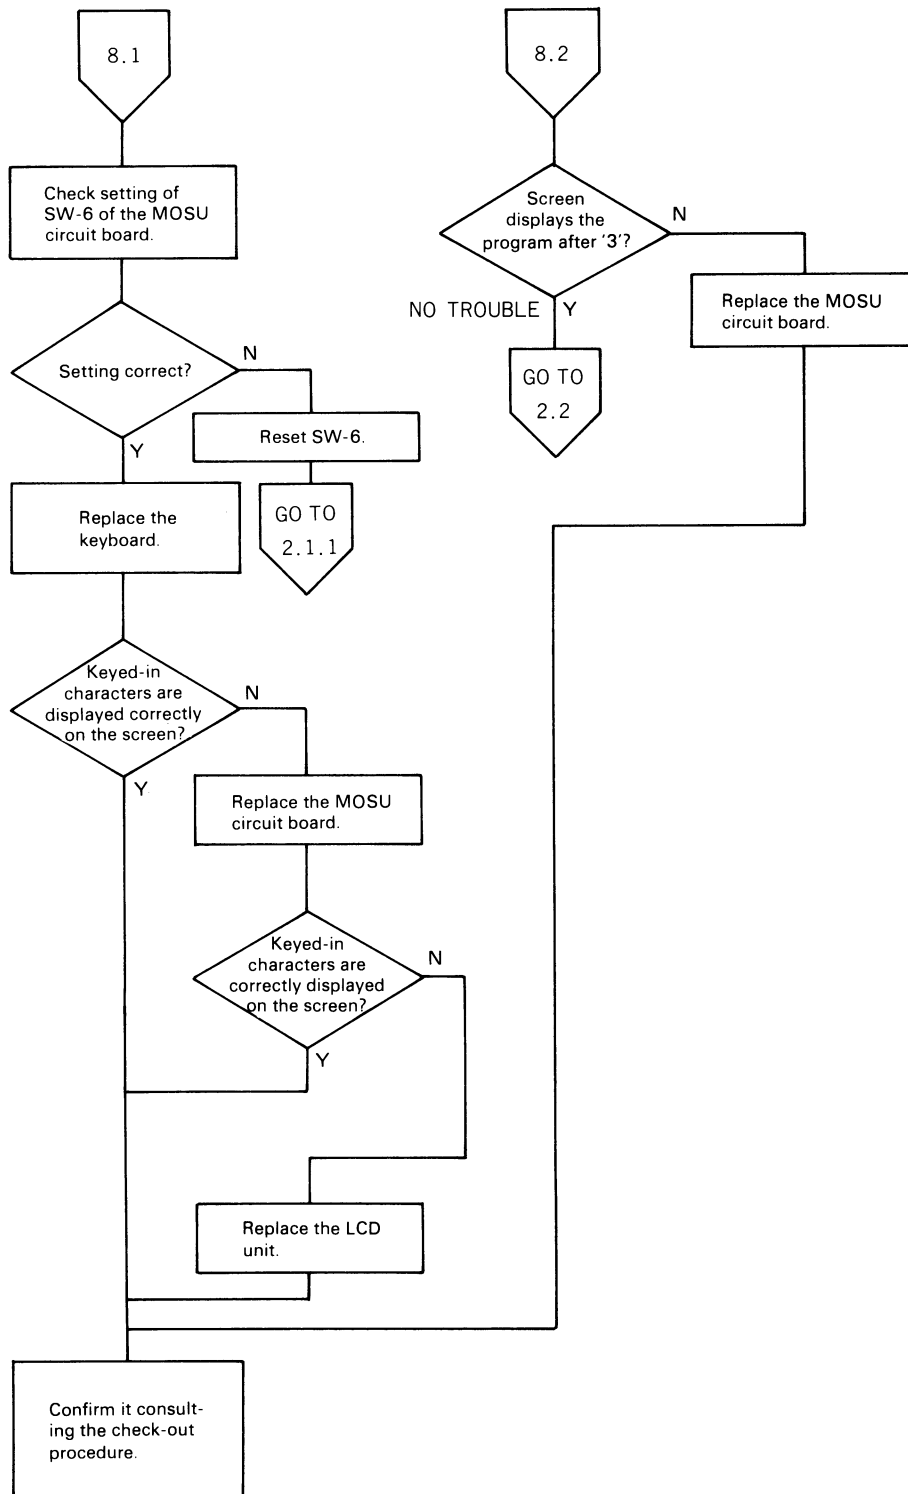 8.1
Check setting of
SW-6 of the MOSU
circuit board.
Setting correct?
N
Y
Reset SW-6.
GO TO
2.1.1
Replace the
keyboard.
Keyed-in
characters are
displayed correctly
on the screen?
N
Y
Replace the MOSU
circuit board.
Keyed-in
characters are
correctly displayed
on the screen?
N
Y
Replace the LCD
unit.
Confirm it consult-
ing the check-out
procedure.
8.2
Screen
displays the
program after '3'?
N
NO TROUBLE Y
GO TO
2.2
Replace the MOSU
circuit board.